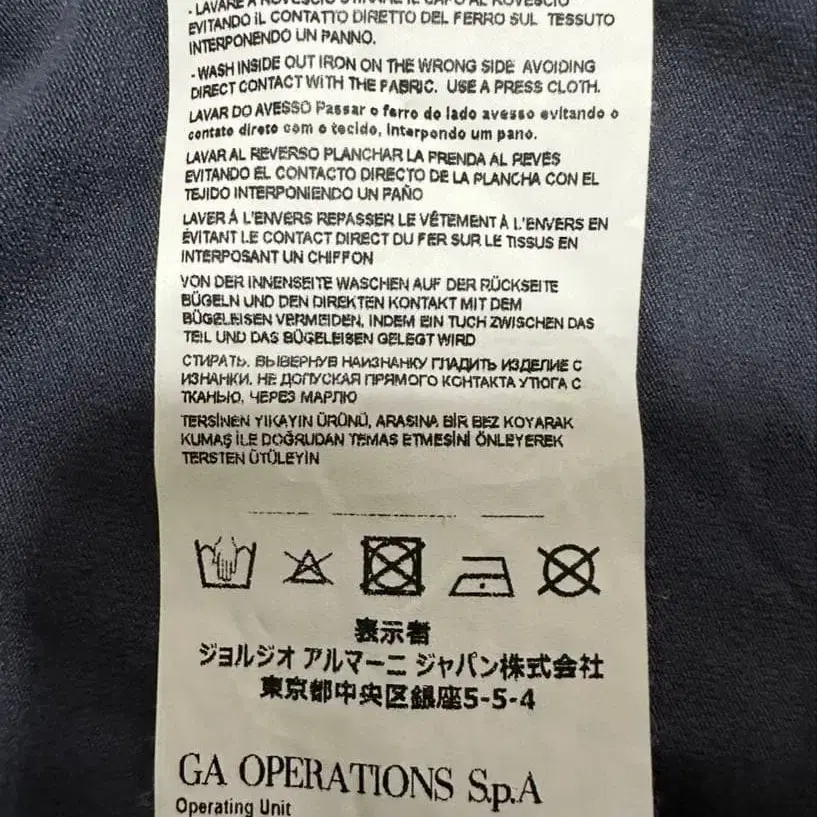 - LAVARE A ROVESCIO STIRARE IL CAPO AL ROVESCIO
EVITANDO IL CONTATTO DIRETTO DEL FERRO SUL TESSUTO
INTERPONENDO UN PANNO.
- WASH INSIDE OUT IRON ON THE WRONG SIDE AVOIDING
DIRECT CONTACT WITH THE FABRIC. USE A PRESS CLOTH.
LAVAR DO AVESSO Passar o ferro do lado avesso evitando o
contato direto com o tecido, Interpondo um pano.
LAVAR AL REVERSO PLANCHAR LA PRENDA AL REVÉS
EVITANDO EL CONTACTO DIRECTO DE LA PLANCHA CON EL
TEJIDO INTERPONIENDO UN PAÑO
LAVER À L'ENVERS REPASSER LE VÊTEMENT À L'ENVERS EN
ÉVITANT LE CONTACT DIRECT DU FER SUR LE TISSUS EN
INTERPOSANT UN CHIFFON
VON DER INNENSEITE WASCHEN AUF DER RÜCKSEITE
BÜGELN UND DEN DIREKTEN KONTAKT MIT DEM
BÜGELEISEN VERMEIDEN, INDEM EIN TUCH ZWISCHEN DAS
TEIL UND DAS BÜGELEISEN GELEGT WIRD
СТИРАТЬ. ВЫВЕРНУВ НАИЗНАНКУ ГЛАДИТЬ ИЗДЕЛИЕ С
ИЗНАНКИ. НЕ ДОПУСКАЯ ПРЯМОГО КОНТАКТА УТЮГА С
ТКАНЬЮ, ЧЕРЕЗ МАРЛЮ
TERSİNEN YIKAYIN ÜRÜNÜ, ARASINA BİR BEZ KOYARAK
KUMAŞ İLE DOĞRUDAN TEMAS ETMESİNİ ÖNLEYEREK
TERSTEN ÜTÜLEYİN
表示者
ジョルジオ アルマーニ ジャパン株式会社
東京都中央区銀座5-5-4
GA OPERATIONS S.p.A
Operating Unit